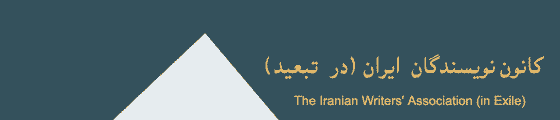 کانون نویسندگان ایران (در تبعید)
The Iranian Writers' Association (in Exile)